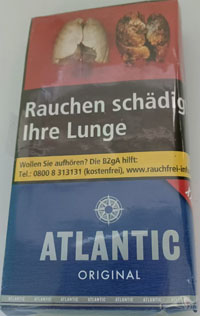 Rauchen schädig
Ihre Lunge
Wollen Sie aufhören? Die BZgA hilft:
Tel.: 0800 8 313131 (kostenfrei), www.rauchfrei-inf
ATLANTIC
ORIGINAL